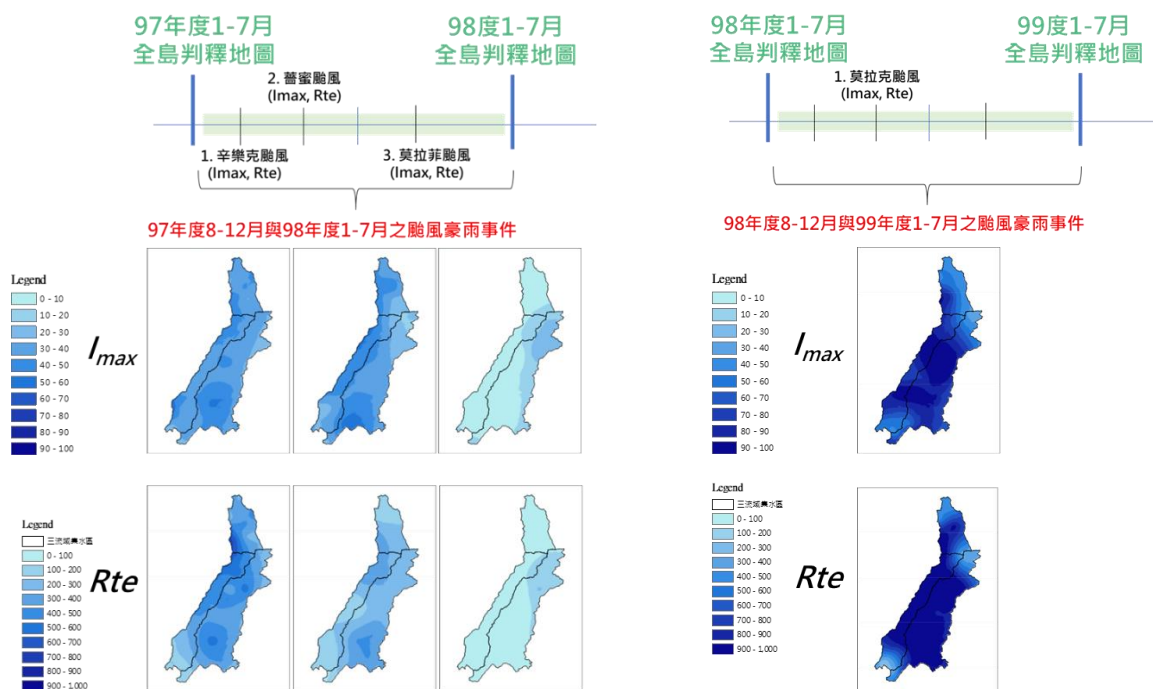 97年度1-7月
全島判釋地圖
98度1-7月
全島判釋地圖
2. 薔蜜颱風
(Imax, Rte)
1. 辛樂克颱風
(Imax, Rte)
3. 莫拉菲颱風
(Imax, Rte)
97年度8-12月與98年度1-7月之颱風豪雨事件
Legend
0 - 10
10 - 20
20 - 30
30 - 40
40 - 50
50 - 60
60 - 70
70 - 80
80 - 90
90 - 100
Imax
Legend
三流域集水區
0 - 100
100 - 200
200 - 300
300 - 400
400 - 500
500 - 600
600 - 700
700 - 800
800 - 900
900 - 1,000
Rte
98年度1-7月
全島判釋地圖
99度1-7月
全島判釋地圖
1. 莫拉克颱風
(Imax, Rte)
98年度8-12月與99年度1-7月之颱風豪雨事件
Legend
0 - 10
10 - 20
20 - 30
30 - 40
40 - 50
50 - 60
60 - 70
70 - 80
80 - 90
90 - 100
Imax
Legend
三流域集水區
0 - 100
100 - 200
200 - 300
300 - 400
400 - 500
500 - 600
600 - 700
700 - 800
800 - 900
900 - 1,000
Rte